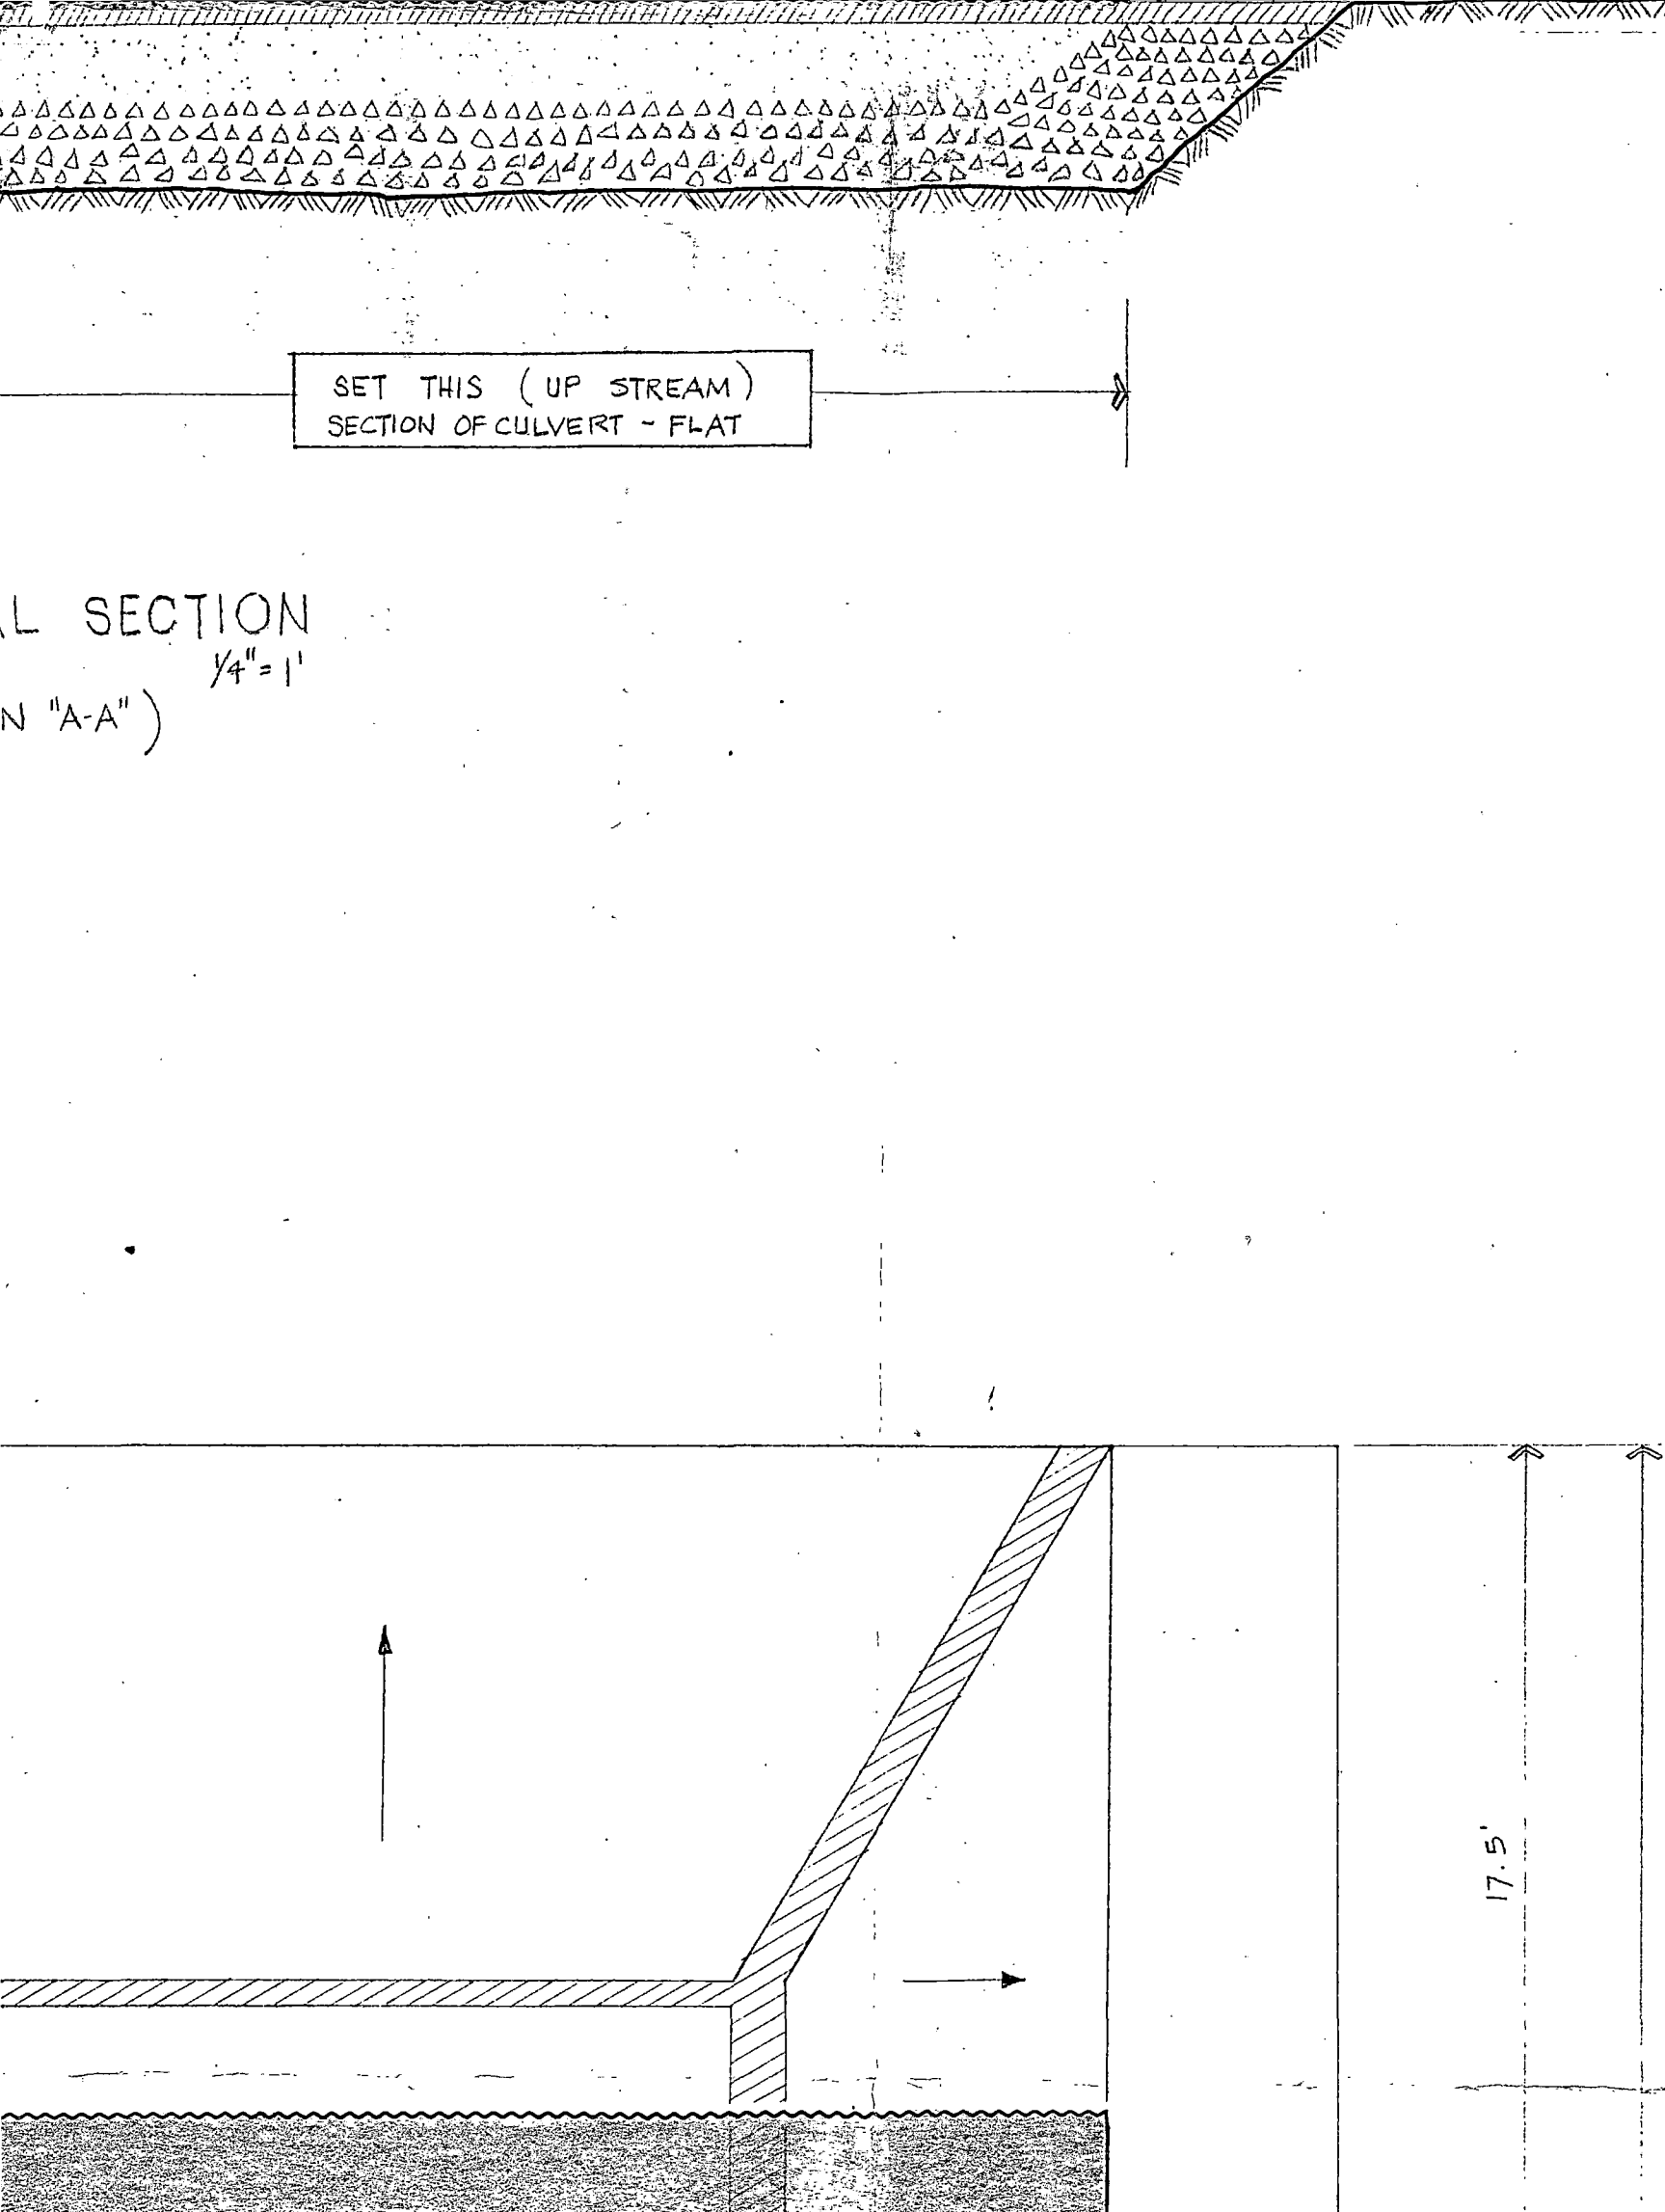 SET THIS (UP STREAM)
SECTION OF CULVERT - FLAT
L SECTION
1/4"=1'
N "A-A")
17.5'